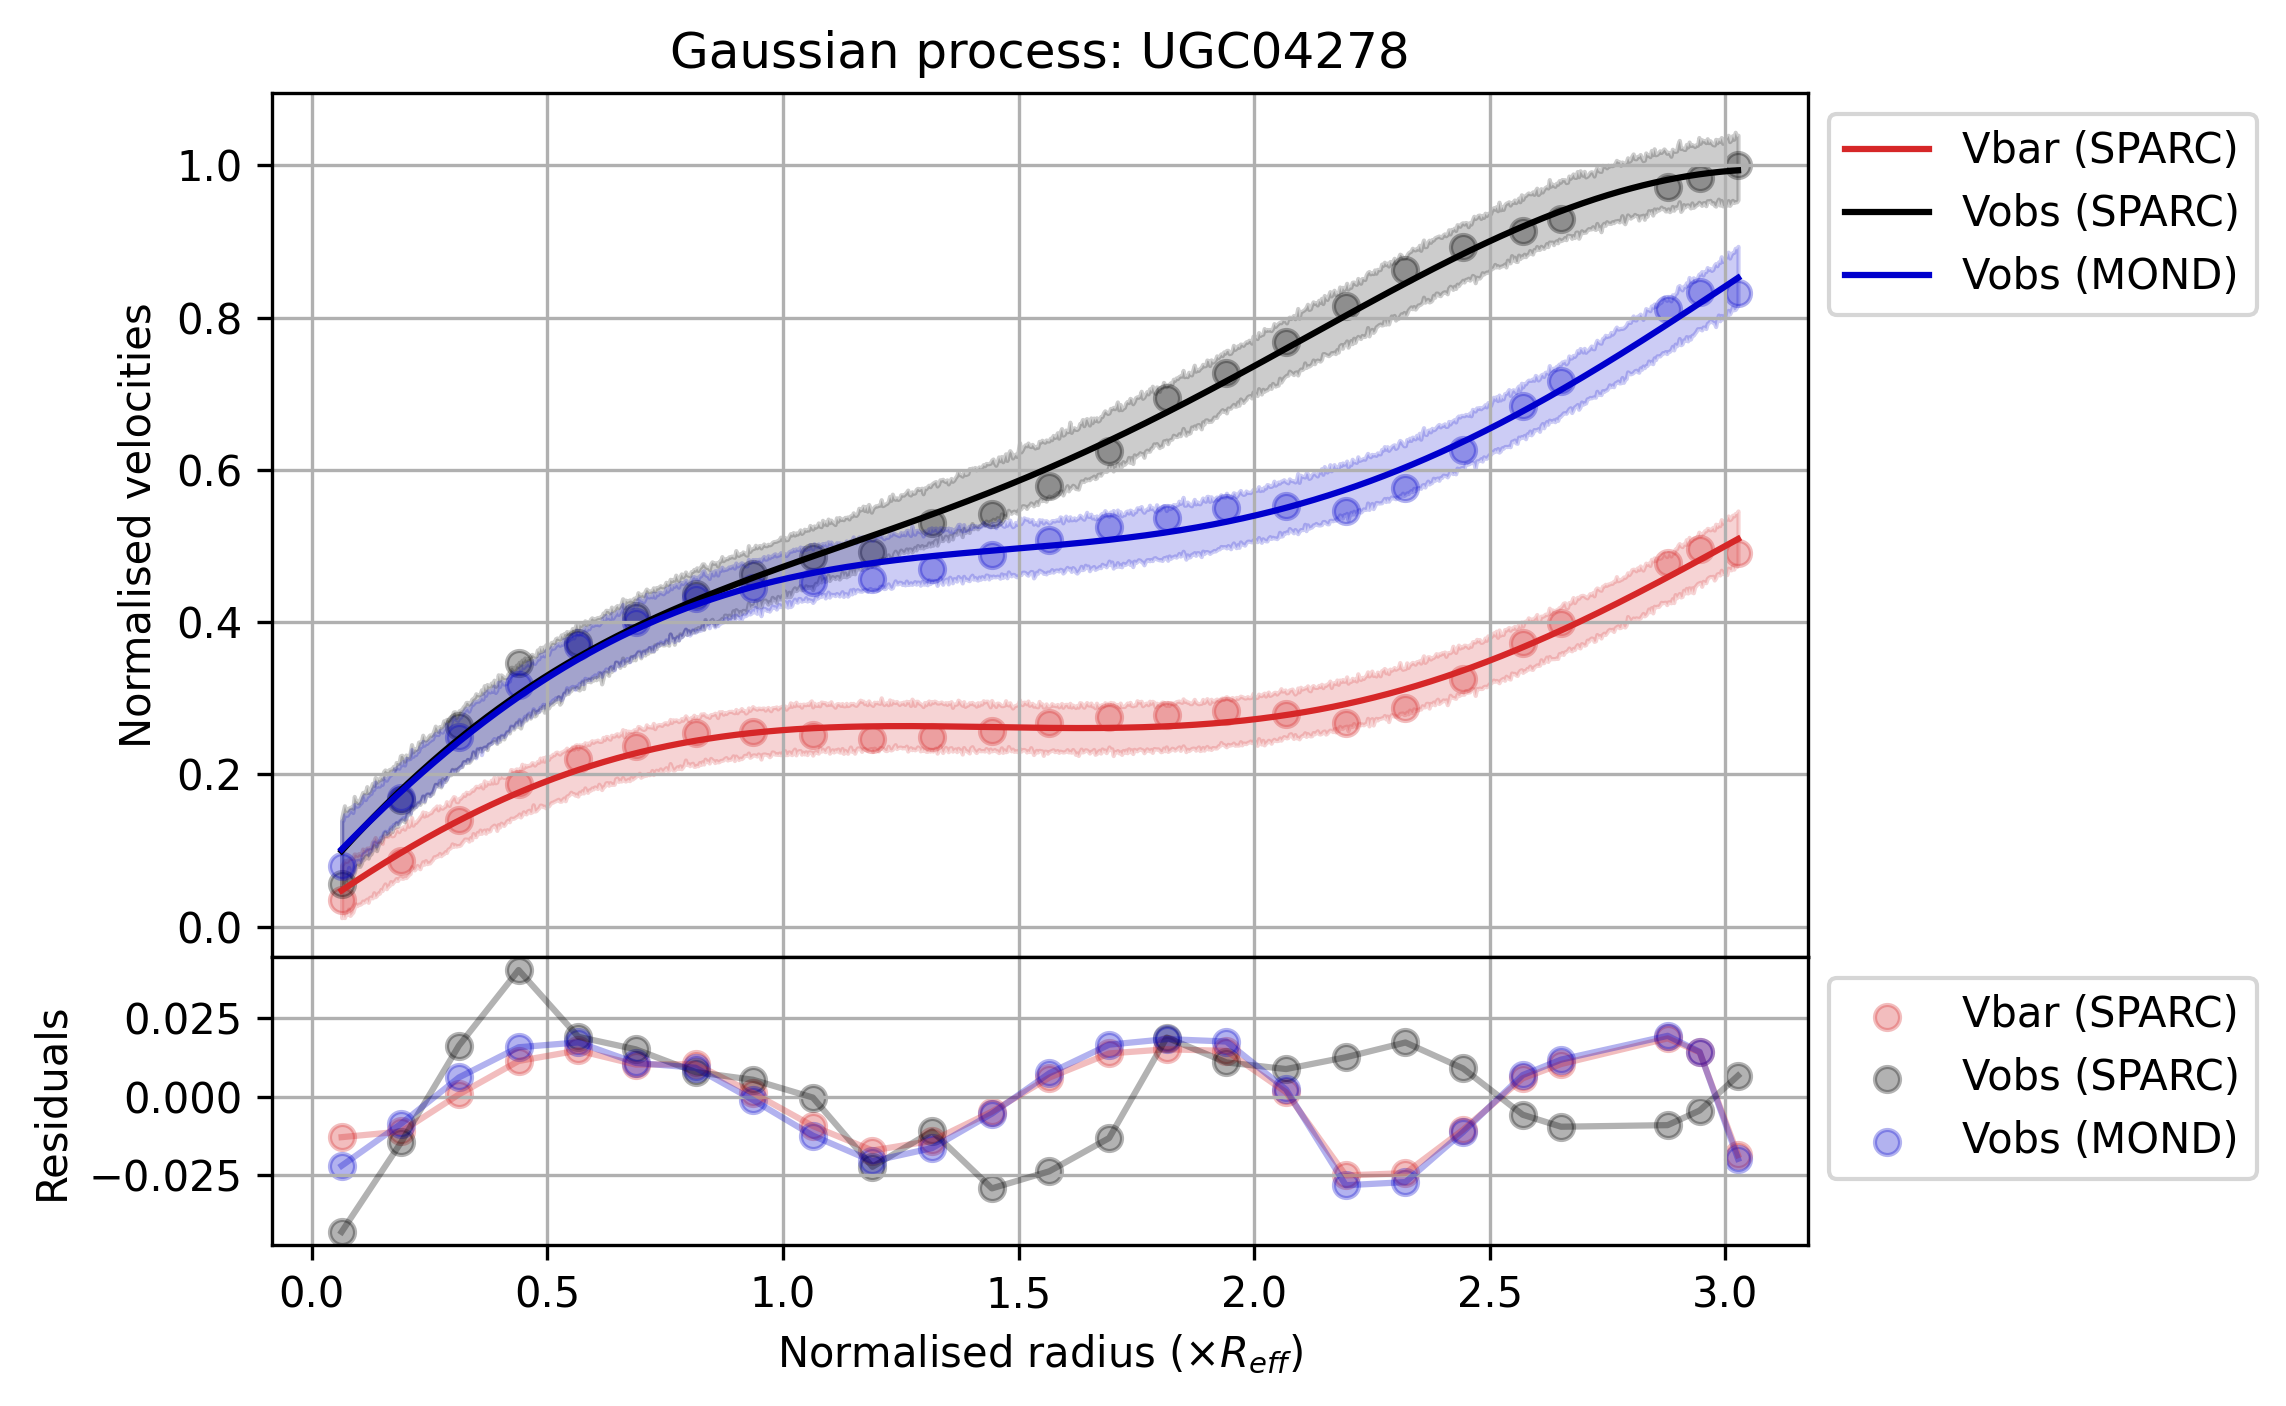 Gaussian process: UGC04278
Normalised velocities
1.0
0.8
0.6
0.4
0.2
0.0
Vbar (SPARC)
Vobs (SPARC)
Vobs (MOND)
Residuals
0.025
0.000
−0.025
Vbar (SPARC)
Vobs (SPARC)
Vobs (MOND)
0.0 0.5 1.0 1.5 2.0 2.5 3.0
Normalised radius (×R_eff)